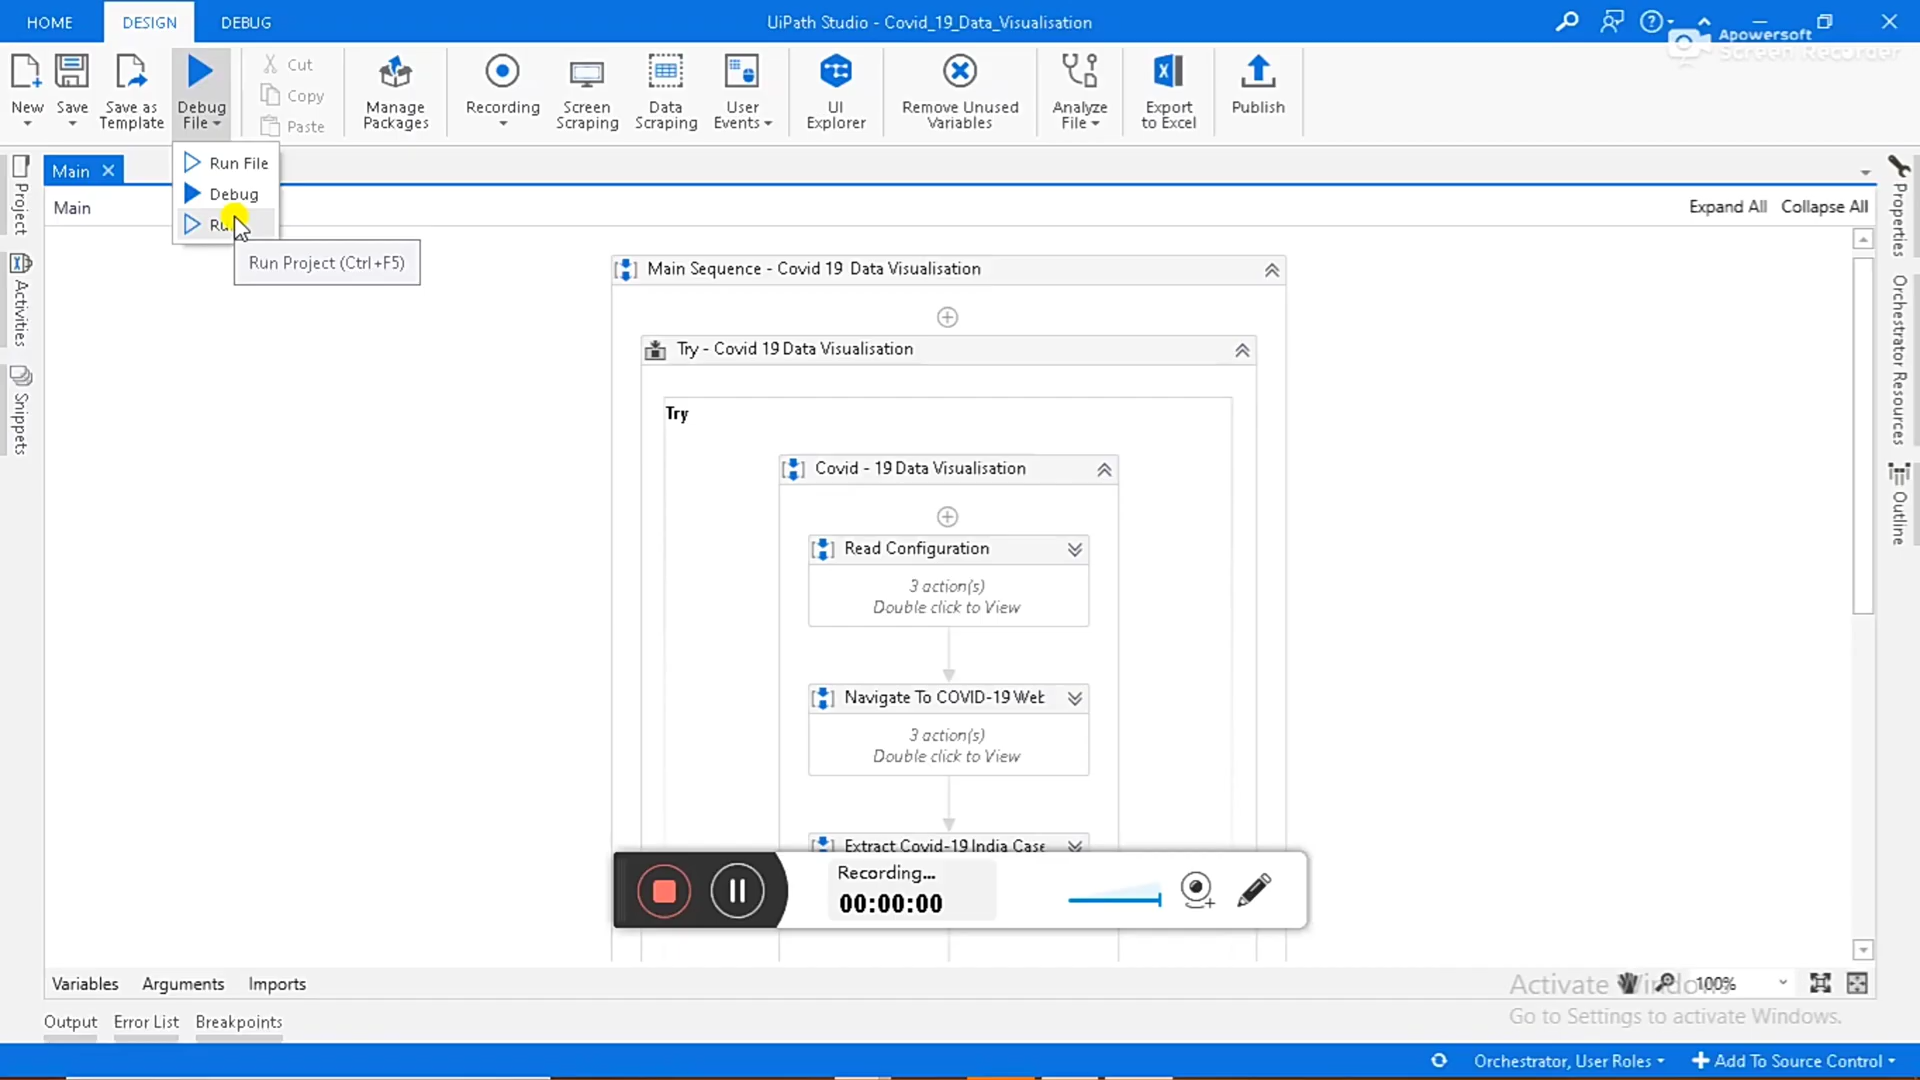 HOME DESIGN DEBUG UiPath Studio - Covid_19_Data_Visualisation
Apowersoft
Screen Recorder
New
Save
Save as
Template
Debug
File
Cut
Copy
Paste
Manage
Packages
Recording
Screen
Scraping
Data
Scraping
User
Events
UI
Explorer
Remove Unused
Variables
Analyze
File
Export
to Excel
Publish
Run File
Debug
Run Project (Ctrl+F5)
Main
Main
Expand All Collapse All
Project
Activities
Snippets
Properties
Orchestrator Resources
Outline
Main Sequence - Covid 19 Data Visualisation
Try - Covid 19 Data Visualisation
Try
Covid - 19 Data Visualisation
Read Configuration
3 action(s)
Double click to View
Navigate To COVID-19 Web
3 action(s)
Double click to View
Extract Covid-19 India Case
Recording...
00:00:00
Variables Arguments Imports
100%
Activate Windows
Go to Settings to activate Windows.
Output Error List Breakpoints
Orchestrator, User Roles
Add To Source Control